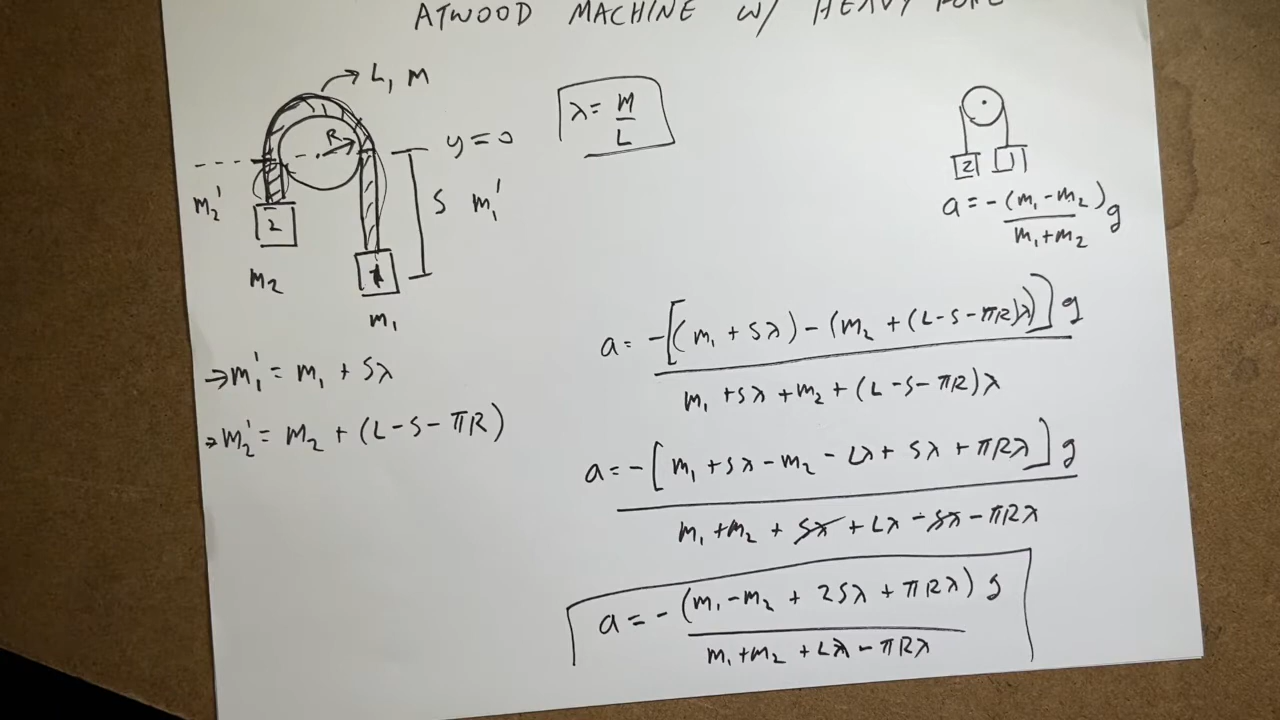 ATWOOD MACHINE W/ HEAVY ROPE
L, M
λ = M/L
R
y = 0
m₂'
S m₁'
2
1
m₂
m₁
2 1
a = -(m₁-m₂)/(m₁+m₂) g
→ m₁' = m₁ + Sλ
→ m₂' = m₂ + (L-S-πR)
a = -[(m₁ + Sλ) - (m₂ + (L-S-πR)λ)] g / (m₁ + Sλ + m₂ + (L-S-πR)λ)
a = -[m₁ + Sλ - m₂ - Lλ + Sλ + πRλ] g / (m₁ + m₂ + Sλ + Lλ - Sλ - πRλ)
a = -(m₁-m₂ + 2Sλ + πRλ) g / (m₁+m₂ + Lλ - πRλ)